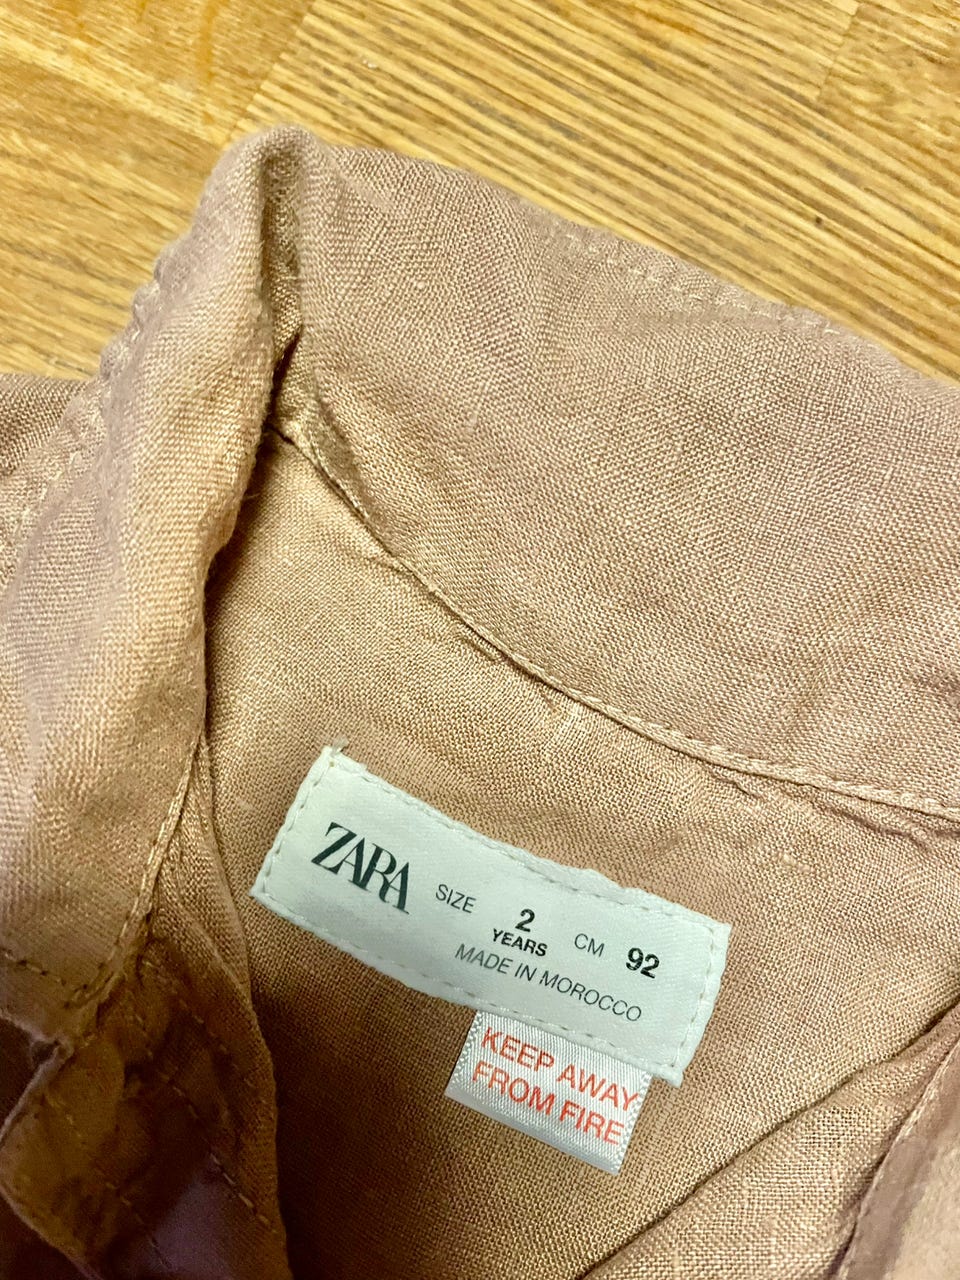 ZARA SIZE 2 YEARS CM 92
MADE IN MOROCCO
KEEP AWAY
FROM FIRE